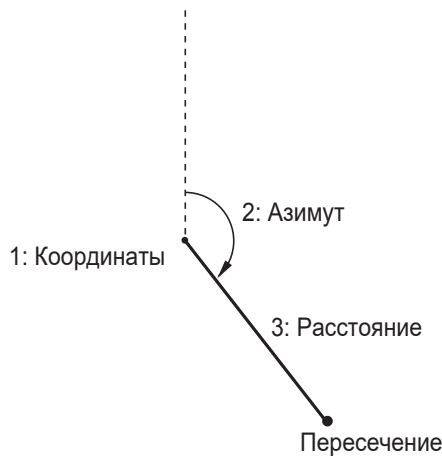 2: Азимут
1: Координаты
3: Расстояние
Пересечение